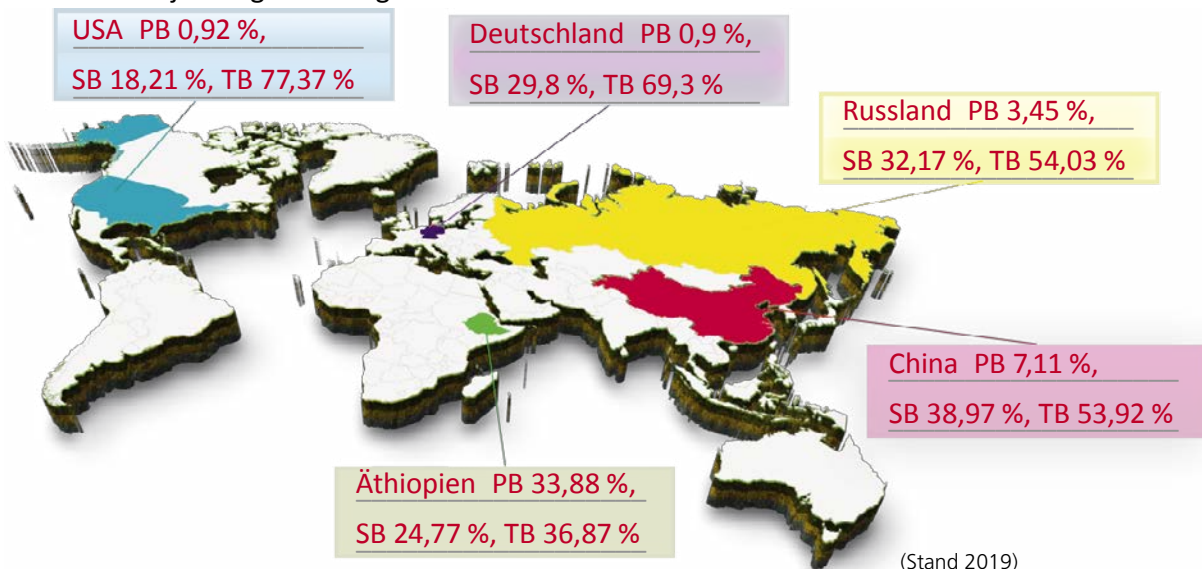 USA PB 0,92 %,
SB 18,21 %, TB 77,37 %
Deutschland PB 0,9 %,
SB 29,8 %, TB 69,3 %
Russland PB 3,45 %,
SB 32,17 %, TB 54,03 %
China PB 7,11 %,
SB 38,97 %, TB 53,92 %
Äthiopien PB 33,88 %,
SB 24,77 %, TB 36,87 %
(Stand 2019)